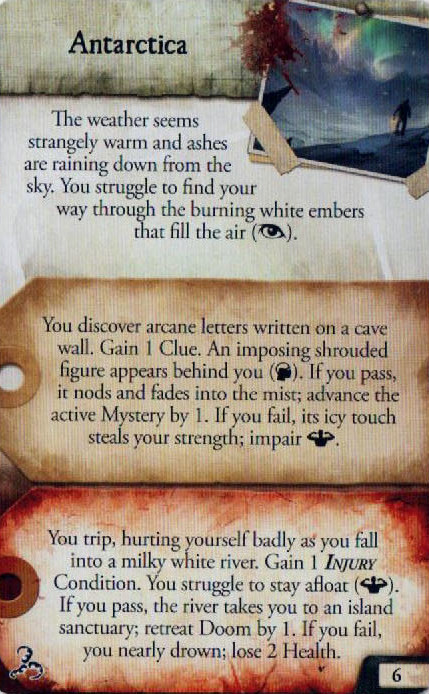 Antarctica
The weather seems
strangely warm and ashes
are raining down from the
sky. You struggle to find your
way through the burning white embers
that fill the air ( ).
You discover arcane letters written on a cave
wall. Gain 1 Clue. An imposing shrouded
figure appears behind you ( ). If you pass,
it nods and fades into the mist; advance the
active Mystery by 1. If you fail, its icy touch
steals your strength; impair .
You trip, hurting yourself badly as you fall
into a milky white river. Gain 1 INJURY
Condition. You struggle to stay afloat ( ).
If you pass, the river takes you to an island
sanctuary; retreat Doom by 1. If you fail,
you nearly drown; lose 2 Health.
6